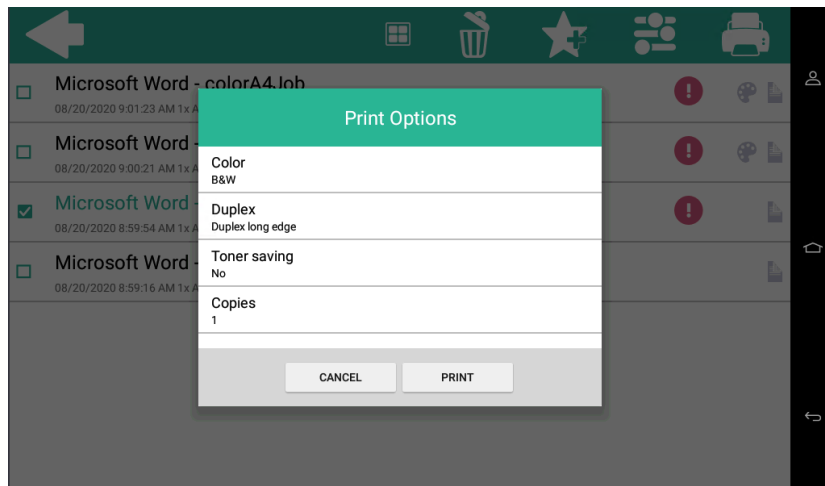 Microsoft Word - colorA4Job
08/20/2020 9:01:23 AM 1x A
Print Options
Microsoft Word -
08/20/2020 9:00:21 AM 1x A
Color
B&W
Microsoft Word -
08/20/2020 8:59:54 AM 1x A
Duplex
Duplex long edge
Microsoft Word -
08/20/2020 8:59:16 AM 1x A
Toner saving
No
Copies
1
CANCEL
PRINT